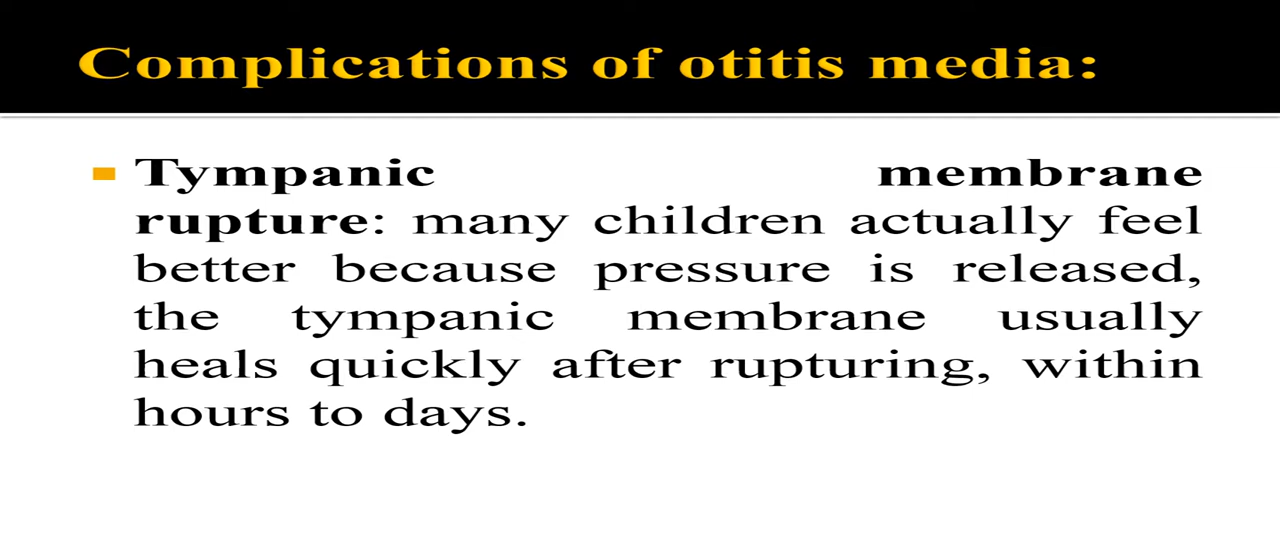 Complications of otitis media:
Tympanic membrane
rupture: many children actually feel
better because pressure is released,
the tympanic membrane usually
heals quickly after rupturing, within
hours to days.